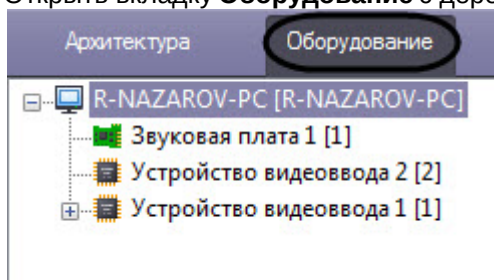 Открыть вкладку Оборудование с
Архитектура Оборудование
R-NAZAROV-PC [R-NAZAROV-PC]
Звуковая плата 1 [1]
Устройство видеоввода 2 [2]
Устройство видеоввода 1 [1]